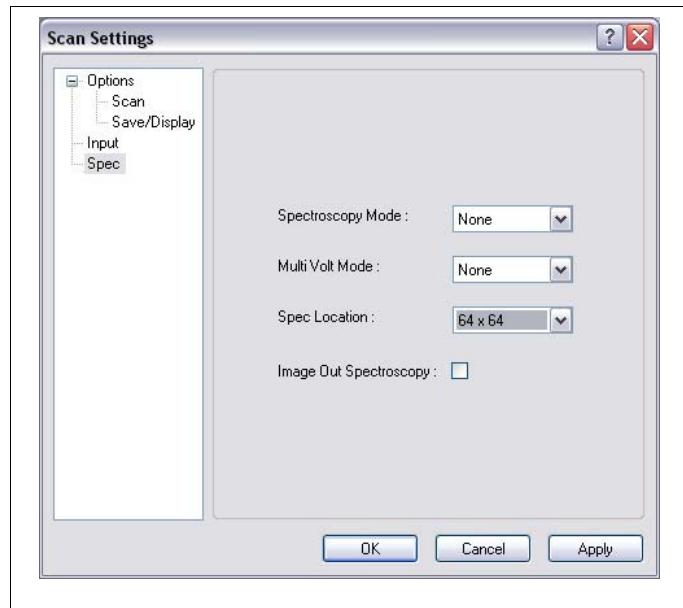 Scan Settings
Options
Scan
Save/Display
Input
Spec
Spectroscopy Mode : None
Multi Volt Mode : None
Spec Location : 64 x 64
Image Out Spectroscopy :
OK Cancel Apply